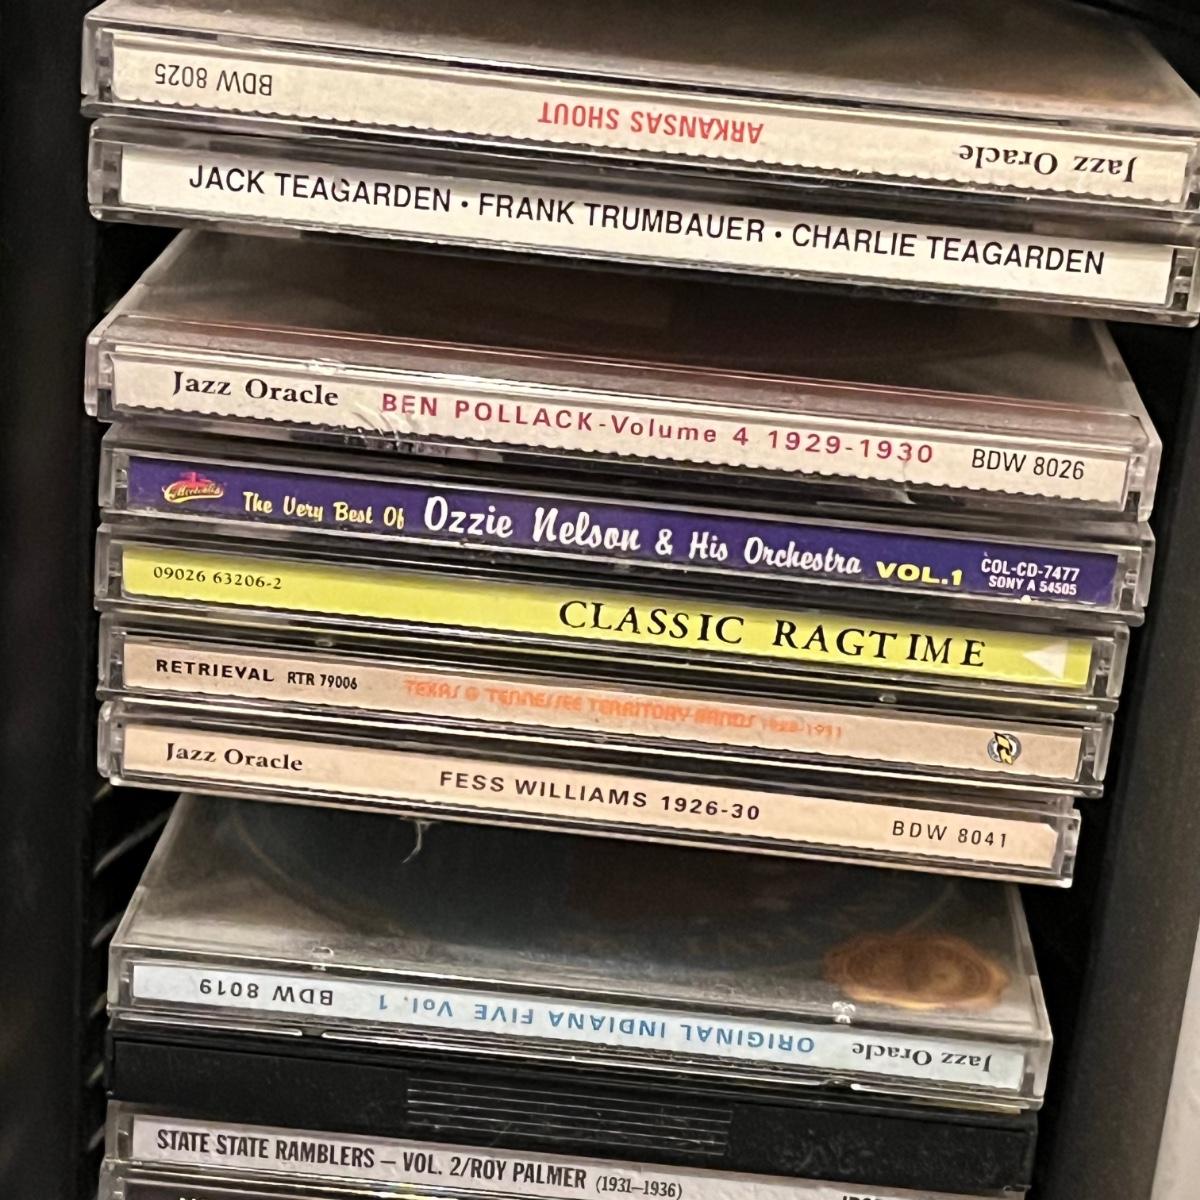 Jazz Oracle ARKANSAS SHOUT BDW 8025
JACK TEAGARDEN • FRANK TRUMBAUER • CHARLIE TEAGARDEN
Jazz Oracle BEN POLLACK-Volume 4 1929-1930 BDW 8026
Collectables The Very Best Of Ozzie Nelson & His Orchestra VOL.1 COL-CD-7477
SONY A 54505
09026 63206-2 CLASSIC RAGTIME
RETRIEVAL RTR 79006 TEXAS & TENNESSEE TERRITORY BANDS 1928-1931
Jazz Oracle FESS WILLIAMS 1926-30 BDW 8041
Jazz Oracle ORIGINAL INDIANA FIVE Vol. 1 BDW 8019
STATE STATE RAMBLERS – VOL. 2/ROY PALMER (1931–1936)